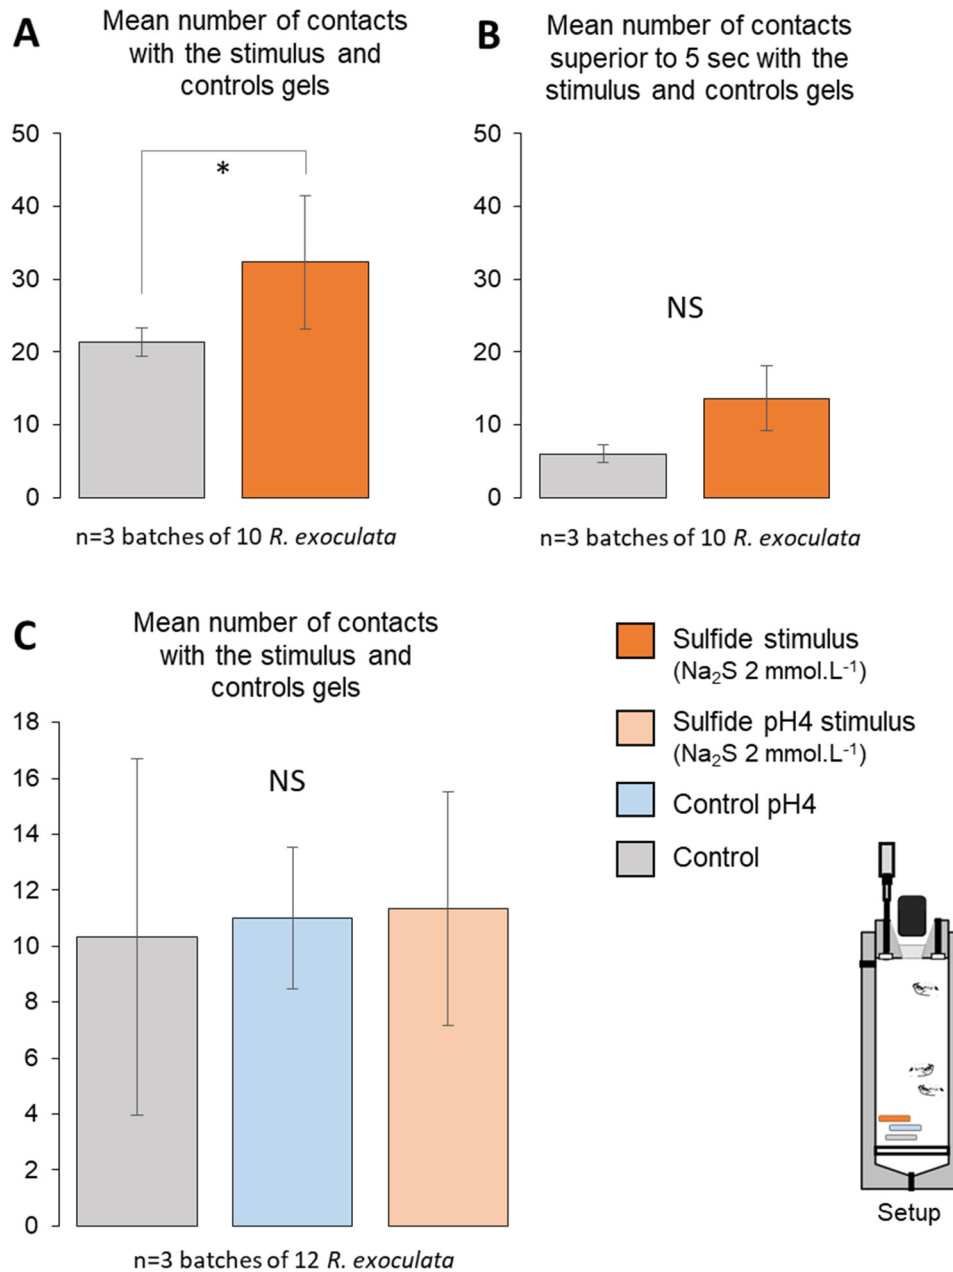 A
Mean number of contacts
with the stimulus and
controls gels
50
40
30
20
10
0
*
n=3 batches of 10 R. exoculata
B
Mean number of contacts
superior to 5 sec with the
stimulus and controls gels
50
40
30
20
10
0
NS
n=3 batches of 10 R. exoculata
C
Mean number of contacts
with the stimulus and
controls gels
18
16
14
12
10
8
6
4
2
0
NS
n=3 batches of 12 R. exoculata
Sulfide stimulus
(Na₂S 2 mmol.L⁻¹)
Sulfide pH4 stimulus
(Na₂S 2 mmol.L⁻¹)
Control pH4
Control
Setup